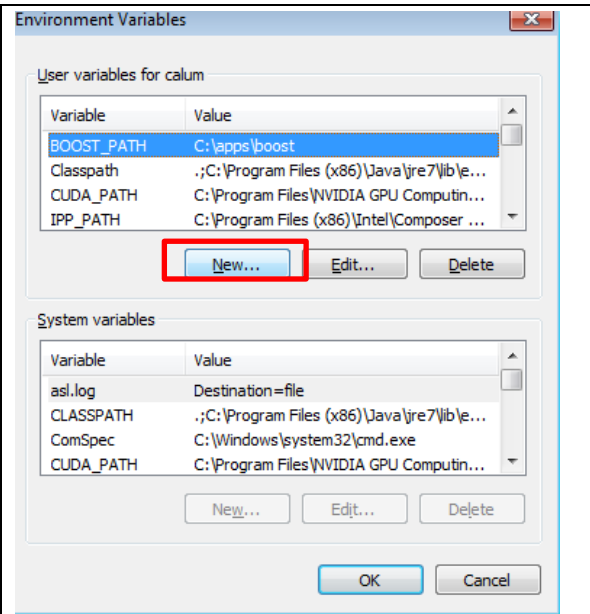 Environment Variables
User variables for calum
Variable Value
BOOST_PATH C:\apps\boost
Classpath .;C:\Program Files (x86)\Java\jre7\lib\e...
CUDA_PATH C:\Program Files\NVIDIA GPU Computin...
IPP_PATH C:\Program Files (x86)\Intel\Composer ...
New... Edit... Delete
System variables
Variable Value
asl.log Destination=file
CLASSPATH .;C:\Program Files (x86)\Java\jre7\lib\e...
ComSpec C:\Windows\system32\cmd.exe
CUDA_PATH C:\Program Files\NVIDIA GPU Computin...
New... Edit... Delete
OK Cancel